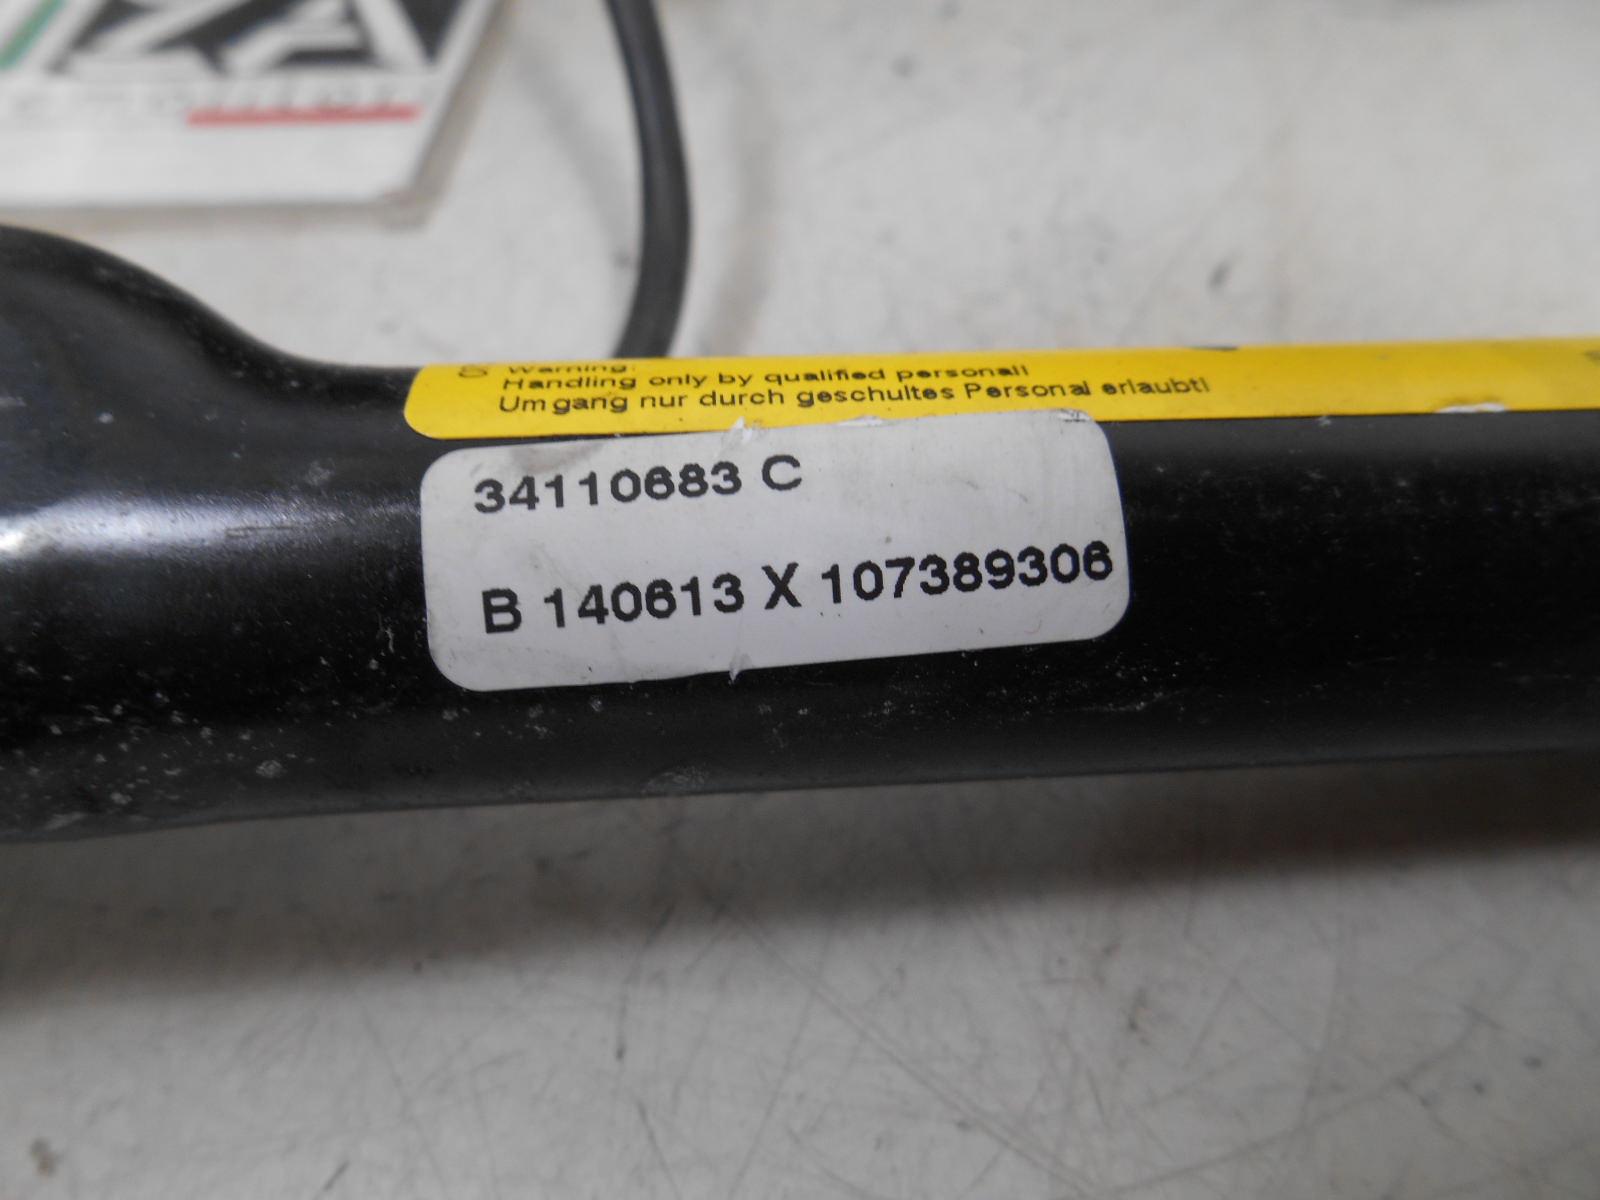 Warning:
Handling only by qualified personal!
Umgang nur durch geschultes Personal erlaubt!
34110683 C
B 140613 X 107389306